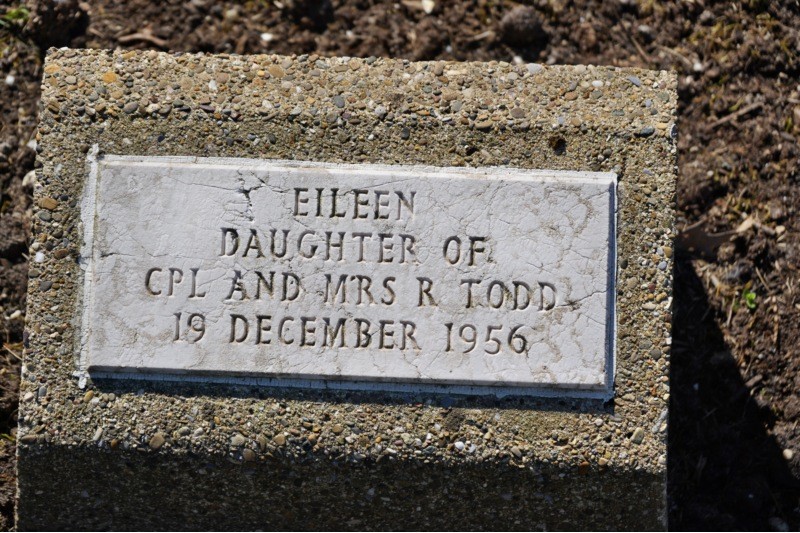 EILEEN
DAUGHTER OF
CPL AND MRS R TODD
19 DECEMBER 1956